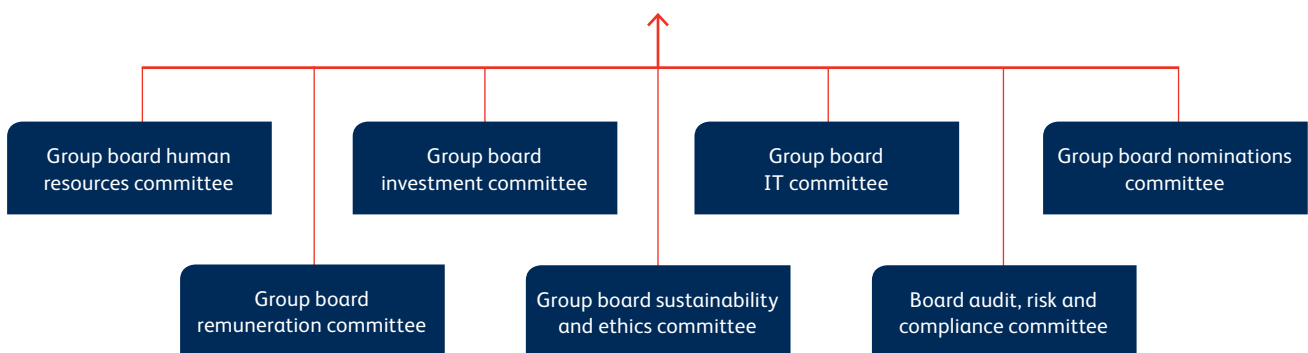 Group board human
resources committee
Group board
investment committee
Group board
IT committee
Group board nominations
committee
Group board
remuneration committee
Group board sustainability
and ethics committee
Board audit, risk and
compliance committee